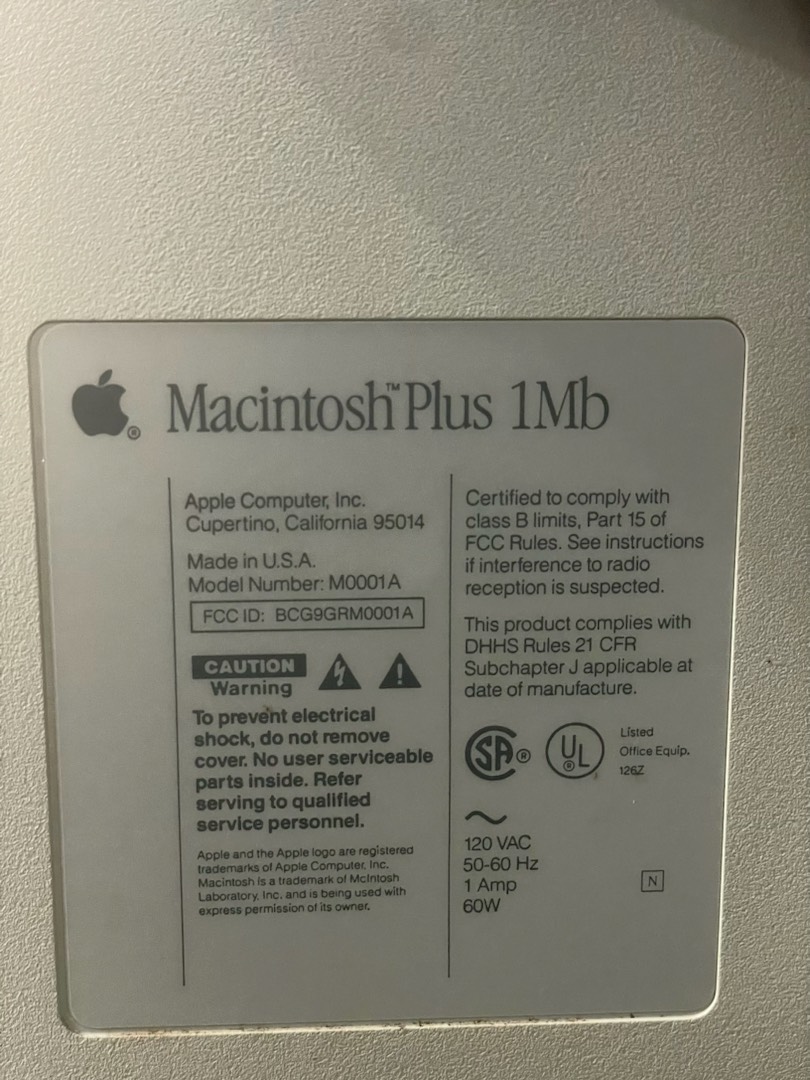 Macintosh™ Plus 1Mb
Apple Computer, Inc.
Cupertino, California 95014
Made in U.S.A.
Model Number: M0001A
FCC ID: BCG9GRM0001A
CAUTION
Warning
To prevent electrical
shock, do not remove
cover. No user serviceable
parts inside. Refer
serving to qualified
service personnel.
Apple and the Apple logo are registered
trademarks of Apple Computer, Inc.
Macintosh is a trademark of McIntosh
Laboratory, Inc. and is being used with
express permission of its owner.
Certified to comply with
class B limits, Part 15 of
FCC Rules. See instructions
if interference to radio
reception is suspected.
This product complies with
DHHS Rules 21 CFR
Subchapter J applicable at
date of manufacture.
SA®
UL®
Listed
Office Equip.
126Z
120 VAC
50-60 Hz
1 Amp
60W
N